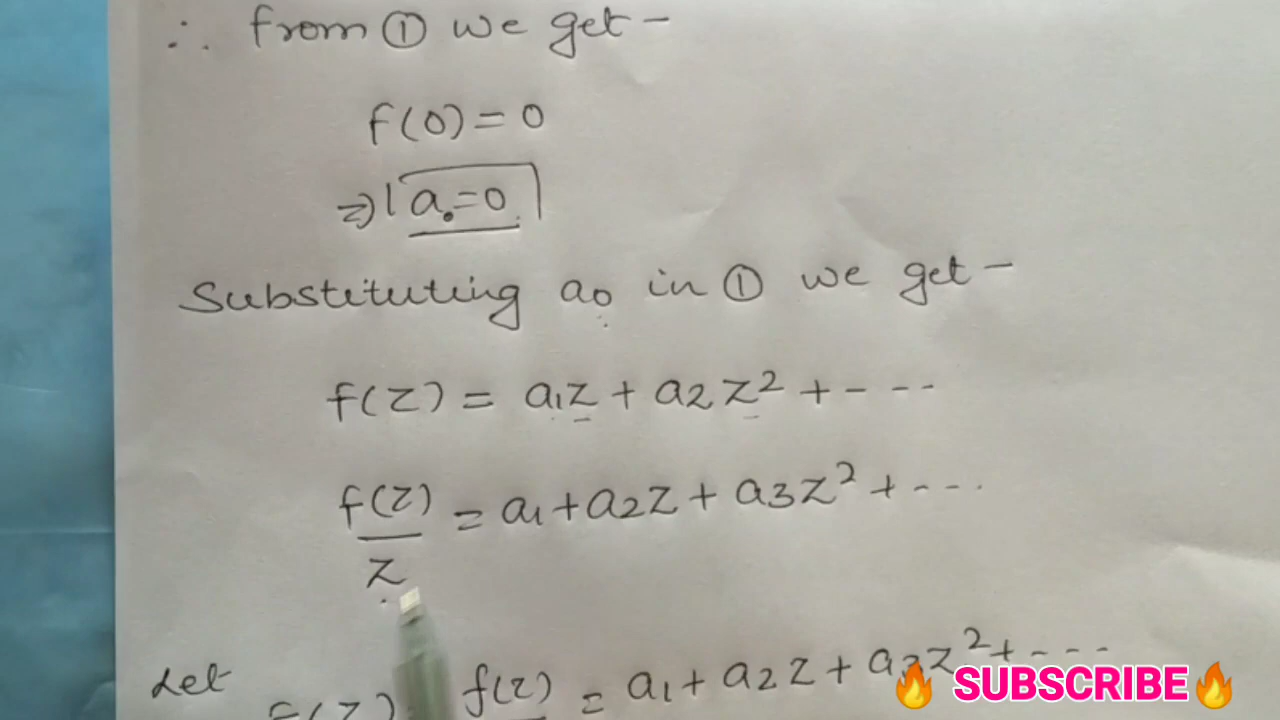 ∴ from ① we get -
f(0) = 0
⇒ a₀ = 0
Substituting a₀ in ① we get -
f(z) = a₁z + a₂z² + - - -
f(z)/z = a₁ + a₂z + a₃z² + - - -
Let f(z) f(z) = a₁ + a₂z + a₃z² + - - -
🔥 SUBSCRIBE 🔥